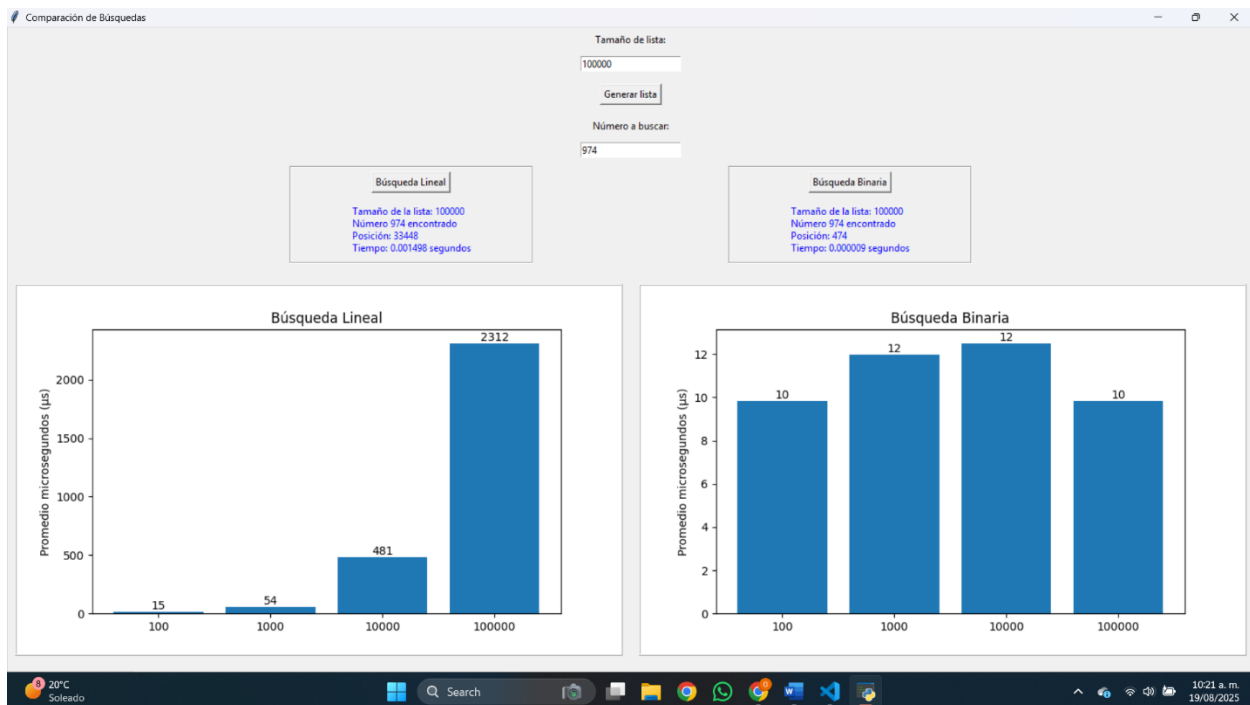 Comparación de Búsquedas
Tamaño de lista:
100000
Generar lista
Número a buscar:
974
Búsqueda Lineal
Tamaño de la lista: 100000
Número 974 encontrado
Posición: 33448
Tiempo: 0.001498 segundos
Búsqueda Binaria
Tamaño de la lista: 100000
Número 974 encontrado
Posición: 474
Tiempo: 0.000009 segundos
Búsqueda Lineal
Promedio microsegundos (µs)
2000
1500
1000
500
0
15
54
481
2312
100
1000
10000
100000
Búsqueda Binaria
Promedio microsegundos (µs)
12
10
8
6
4
2
0
10
12
12
10
100
1000
10000
100000
8
20°C
Soleado
Search
10:21 a. m.
19/08/2025